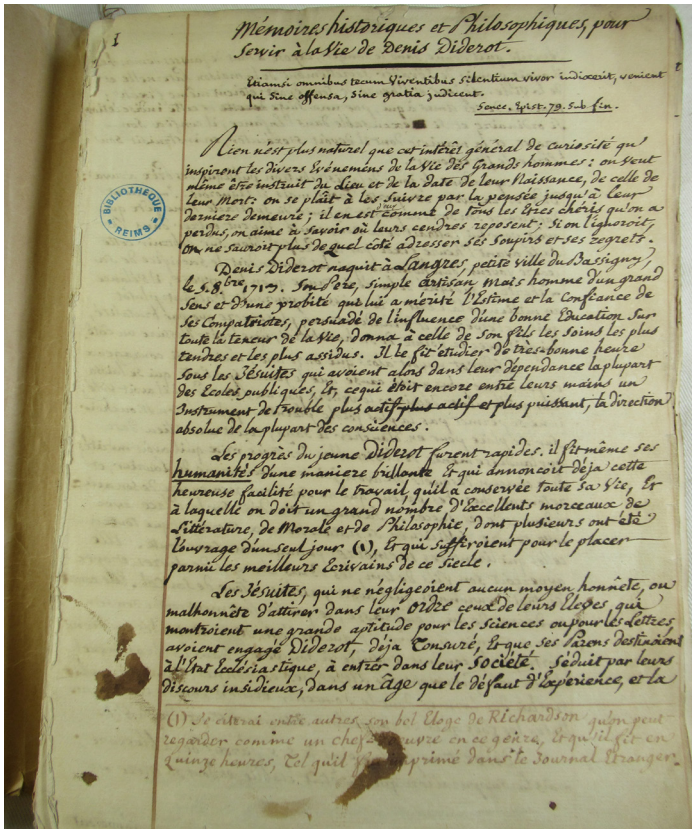 1
Mémoires historiques et Philosophiques, pour
Servir à la Vie de Denis Diderot.
Etiamsi omnibus tecum viventibus silentium livor indixerit, venient
qui Sine offensa, Sine gratia judicent.
Senec. Epist. 79. Sub fin.
BIBLIOTHEQUE
REIMS
Rien n'est plus naturel que cet intérêt général de curiosité qu'
inspirent les divers Evénemens de la Vie des Grands hommes : on veut
même être instruit du Lieu et de la date de leur Naissance, de celle de
leur Mort : on se plaît à les Suivre par la pensée jusqu'à leur
derniere demeure ; il en est comme de tous les Etres chéris qu'on a
perdus, on aime à Savoir où leurs cendres reposent ; Si on l'ignoroit,
on ne sauroit plus de quel côté adresser ses Soupirs et ses regrets.
Denis Diderot naquit à Langres, petite ville du Bassigny,
le 5. 8.bre 1713. Son Pere, simple artisan mais homme d'un grand
Sens et d'une probité qui lui a mérité l'Estime et la Confiance de
Ses Compatriotes, persuadé de l'influence d'une bonne Education Sur
toute la teneur de la Vie, donna à celle de Son fils les Soins les plus
tendres et les plus assidus. Il le fit étudier de très-bonne heure
Sous les Jésuites qui avoient alors dans leur dependance la plupart
des Ecoles publiques, Et, ce qui étoit encore entre leurs mains un
Instrument de trouble plus actif plus actif et plus puissant, la direction
absolue de la plupart des consciences.
Les progrès du jeune Diderot furent rapides. il fit même ses
humanités d'une maniere brillante Et qui annonçoit déja cette
heureuse facilité pour le travail qu'il a conservée toute sa Vie, Et
à laquelle on doit un grand nombre d'Excellents morceaux de
Littérature, de Morale et de Philosophie, dont plusieurs ont été
l'ouvrage d'un seul jour (1), Et qui Suffiroient pour le placer
parmi les meilleurs Ecrivains de ce Siecle.
Les Jésuites, qui ne négligeoient aucun moyen honnête, ou
malhonnête d'attirer dans leur Ordre ceux de leurs Eleves qui
montroient une grande aptitude pour les Sciences ou pour les Lettres,
avoient engagé Diderot, déja Tonsuré, Et que ses Parens destinoient
à l'Etat Ecclésiastique, à entrer dans leur Société. Séduit par leurs
discours insidieux, dans un âge que le défaut d'Expérience, et la
(1) Je citerai entre autres son bel Eloge de Richardson qu'on peut
regarder comme un chef-d'oeuvre en ce genre, Et qu'il fit en
quinze heures, Tel qu'il imprimé dans le Journal Etranger.